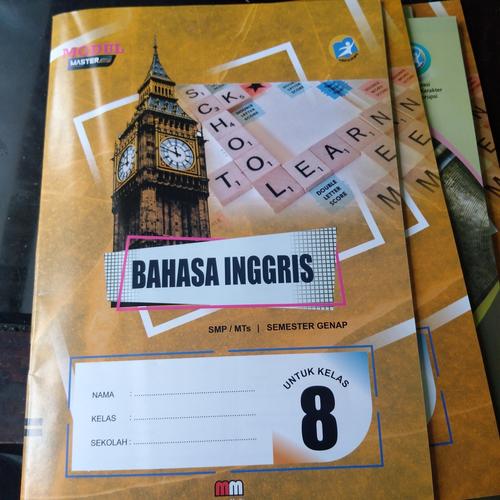 MODUL
MASTER
SCHOOL
LEARN
DOUBLE
LETTER
SCORE
BAHASA INGGRIS
SMP / MTs | SEMESTER GENAP
UNTUK KELAS
8
NAMA :
KELAS :
SEKOLAH :
mm